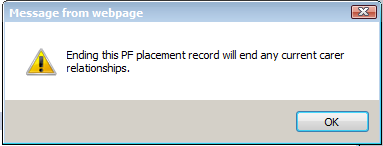 Message from webpage
Ending this PF placement record will end any current carer
relationships.
OK